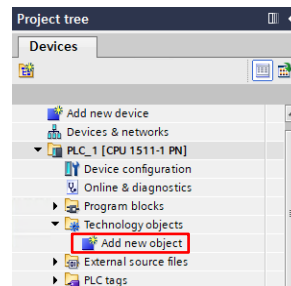 Project tree
Devices
Add new device
Devices & networks
PLC_1 [CPU 1511-1 PN]
Device configuration
Online & diagnostics
Program blocks
Technology objects
Add new object
External source files
PLC tags